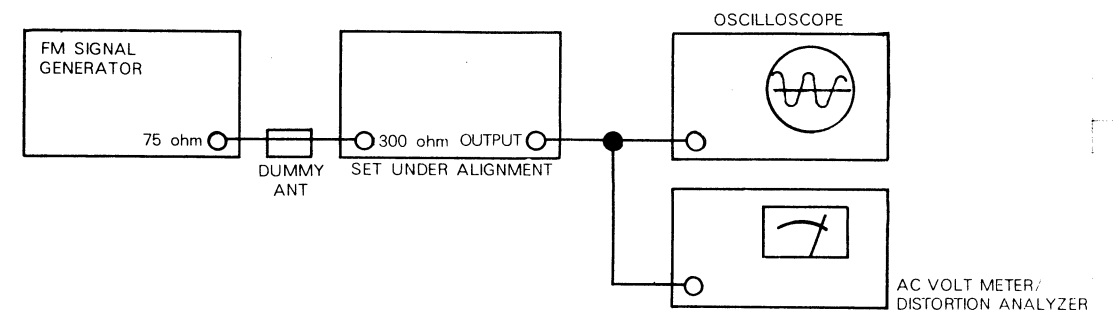 OSCILLOSCOPE
FM SIGNAL
GENERATOR
75 ohm
DUMMY
ANT
300 ohm OUTPUT
SET UNDER ALIGNMENT
AC VOLT METER/
DISTORTION ANALYZER